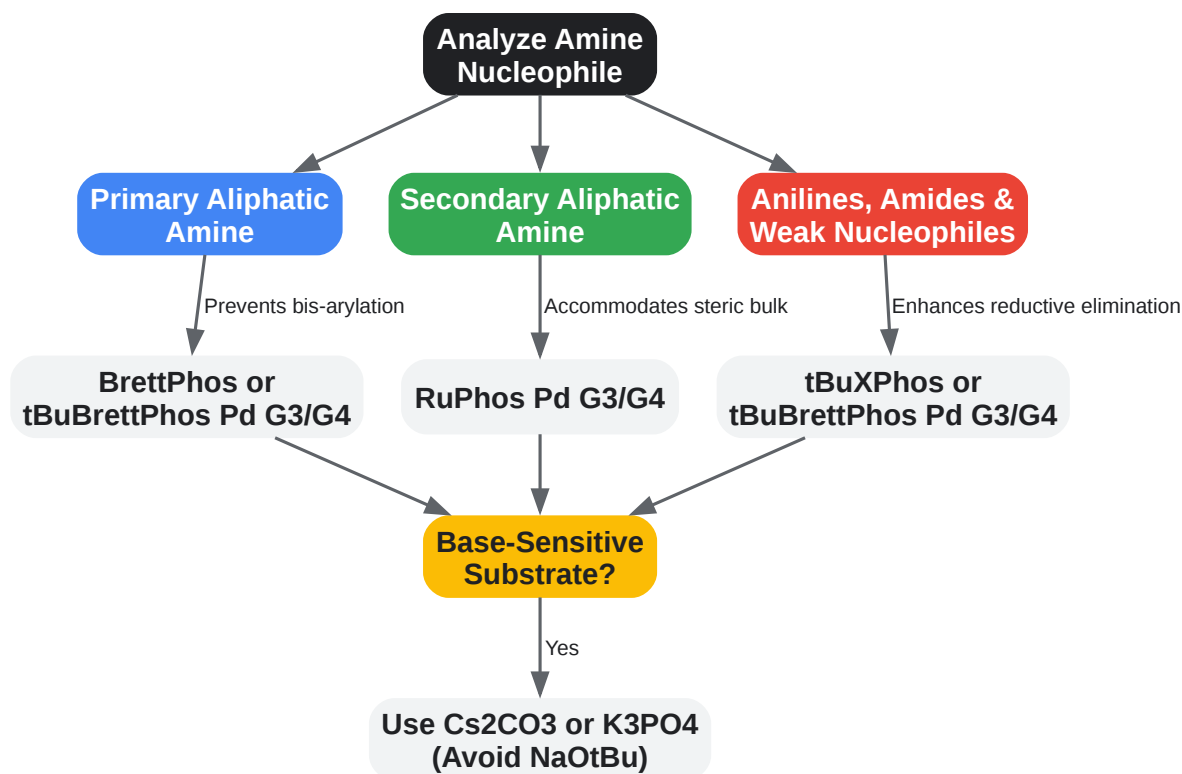 Analyze Amine
Nucleophile
Primary Aliphatic
Amine
Secondary Aliphatic
Amine
Anilines, Amides &
Weak Nucleophiles
Prevents bis-arylation
Accommodates steric bulk
Enhances reductive elimination
BrettPhos or
tBuBrettPhos Pd G3/G4
RuPhos Pd G3/G4
tBuXPhos or
tBuBrettPhos Pd G3/G4
Base-Sensitive
Substrate?
Yes
Use Cs2CO3 or K3PO4
(Avoid NaOtBu)